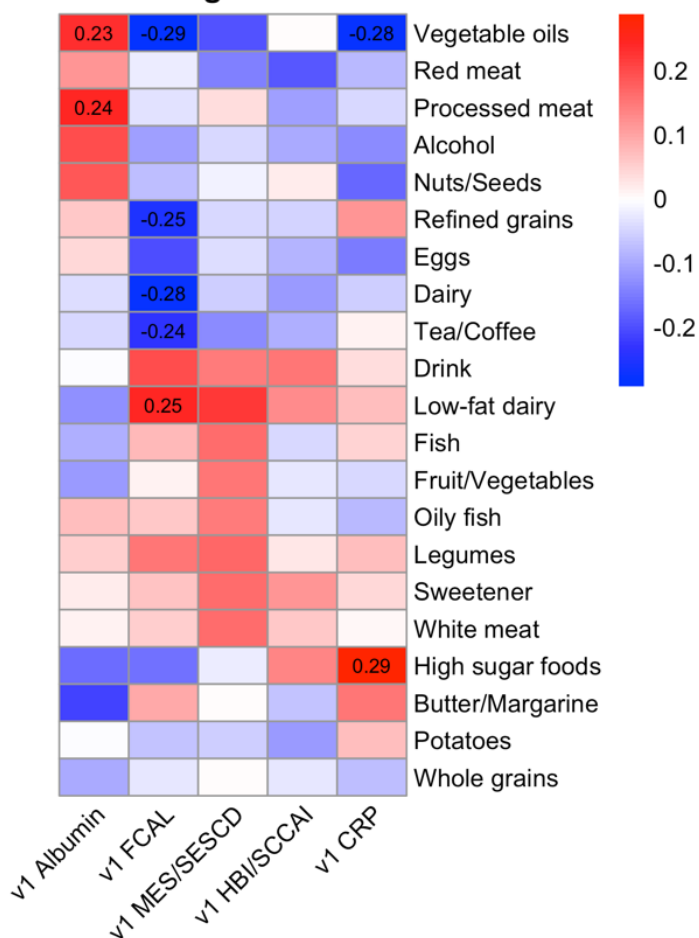 0.23 -0.29 -0.28 Vegetable oils
Red meat
0.24 Processed meat
Alcohol
Nuts/Seeds
-0.25 Refined grains
Eggs
-0.28 Dairy
-0.24 Tea/Coffee
Drink
0.25 Low-fat dairy
Fish
Fruit/Vegetables
Oily fish
Legumes
Sweetener
White meat
0.29 High sugar foods
Butter/Margarine
Potatoes
Whole grains
0.2
0.1
0
-0.1
-0.2
v1 Albumin
v1 FCAL
v1 MES/SESCD
v1 HBI/SCCAI
v1 CRP